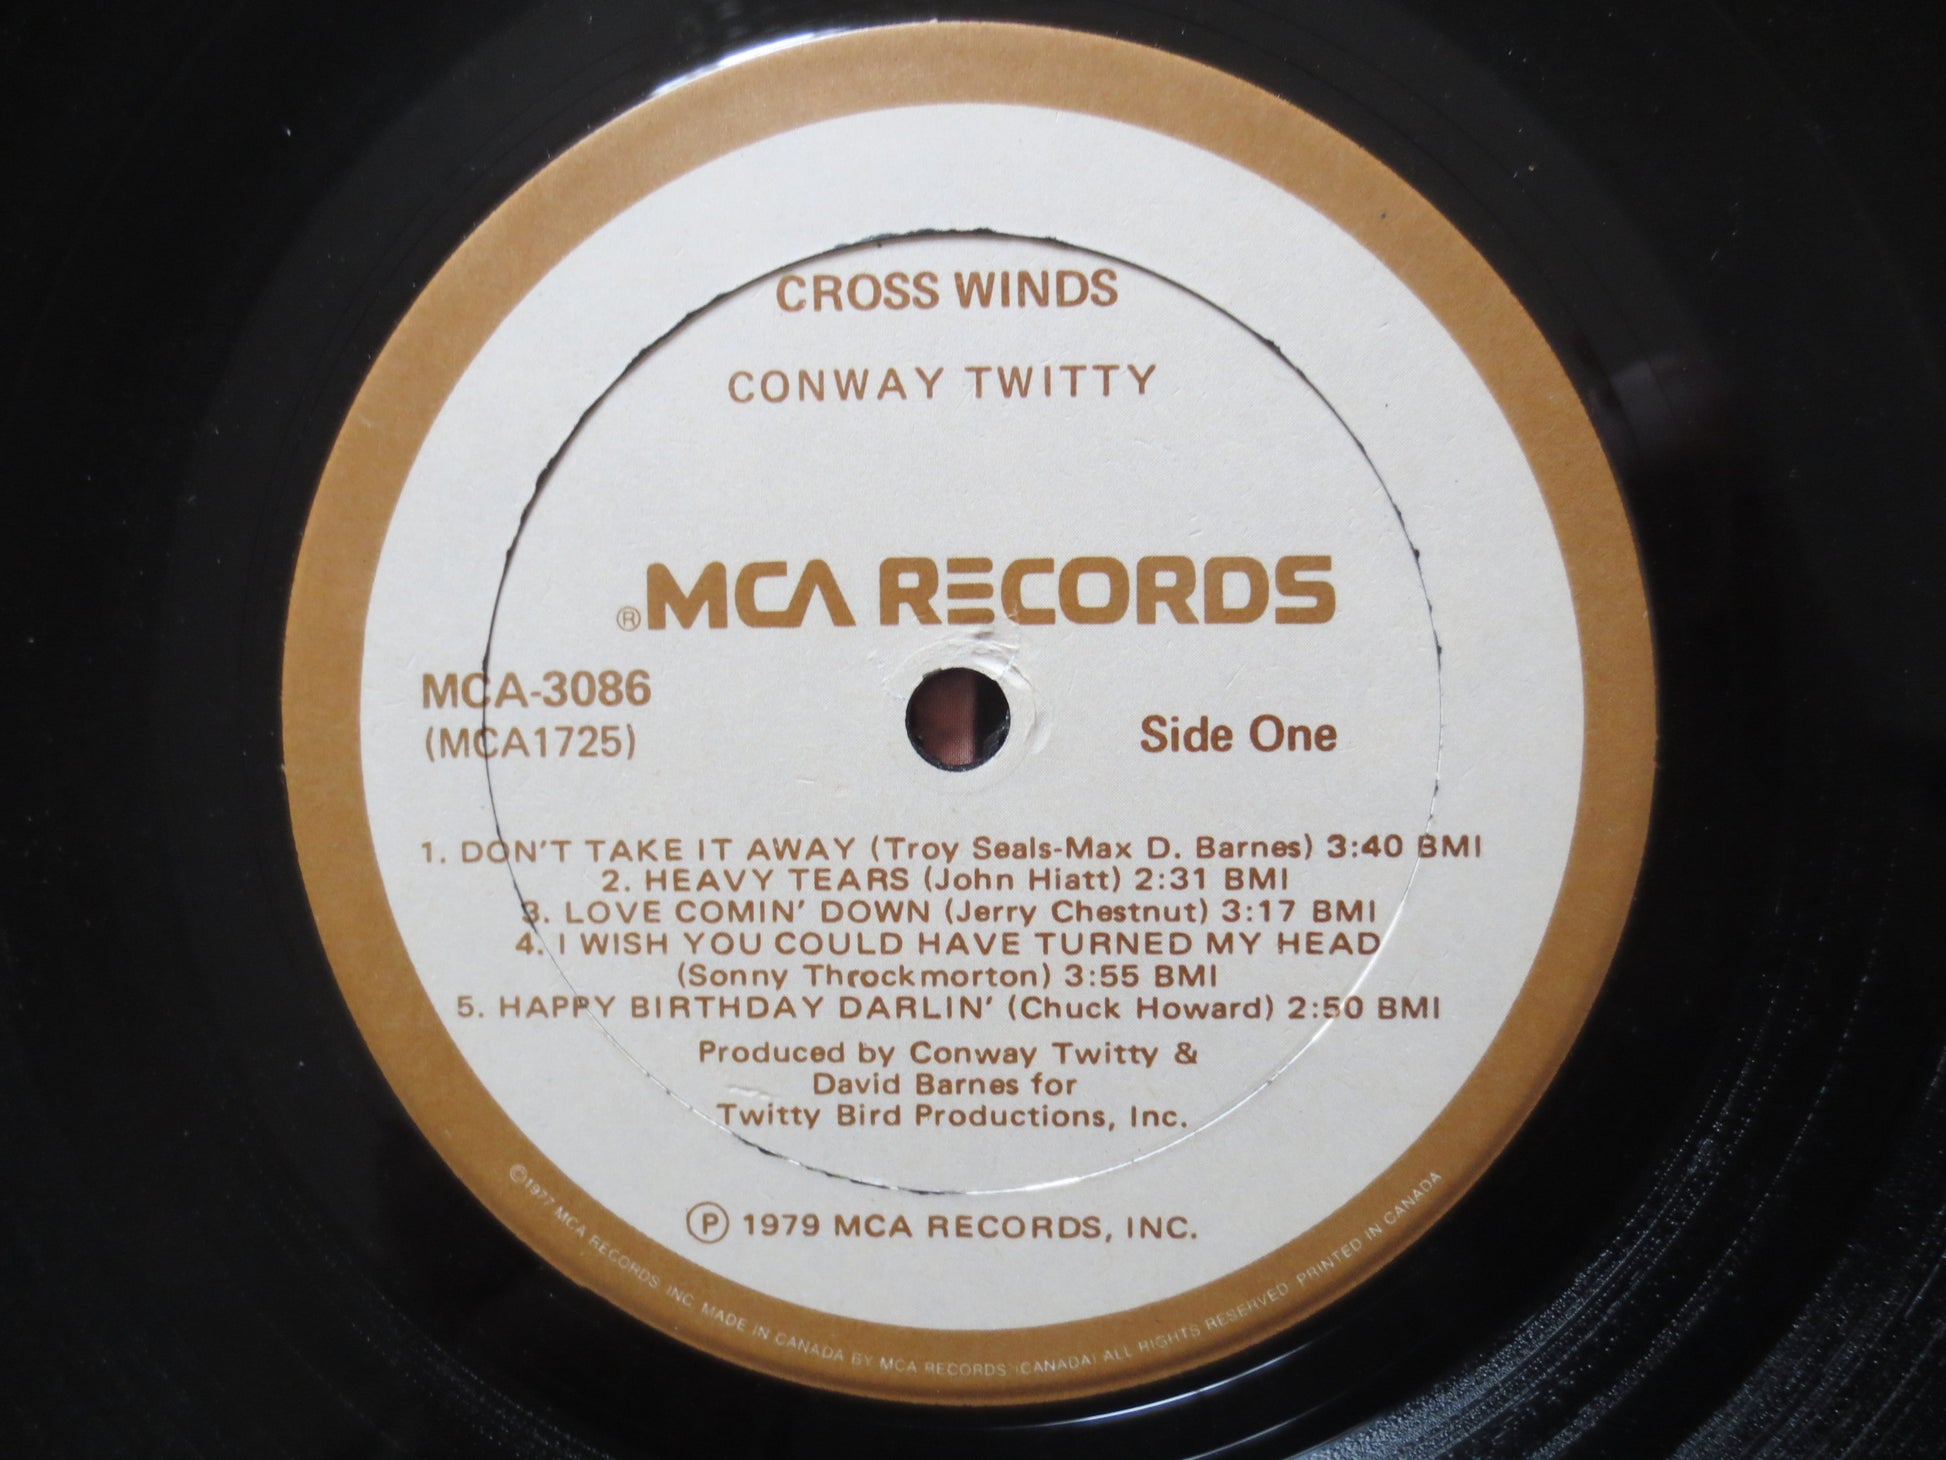 CROSS WINDS
CONWAY TWITTY
® MCA RECORDS
MCA-3086
(MCA1725)
Side One
1. DON'T TAKE IT AWAY (Troy Seals-Max D. Barnes) 3:40 BMI
2. HEAVY TEARS (John Hiatt) 2:31 BMI
3. LOVE COMIN' DOWN (Jerry Chestnut) 3:17 BMI
4. I WISH YOU COULD HAVE TURNED MY HEAD
(Sonny Throckmorton) 3:55 BMI
5. HAPPY BIRTHDAY DARLIN' (Chuck Howard) 2:50 BMI
Produced by Conway Twitty &
David Barnes for
Twitty Bird Productions, Inc.
Ⓟ 1979 MCA RECORDS, INC.
©1977 MCA RECORDS, INC. MADE IN CANADA BY MCA RECORDS (CANADA) ALL RIGHTS RESERVED PRINTED IN CANADA